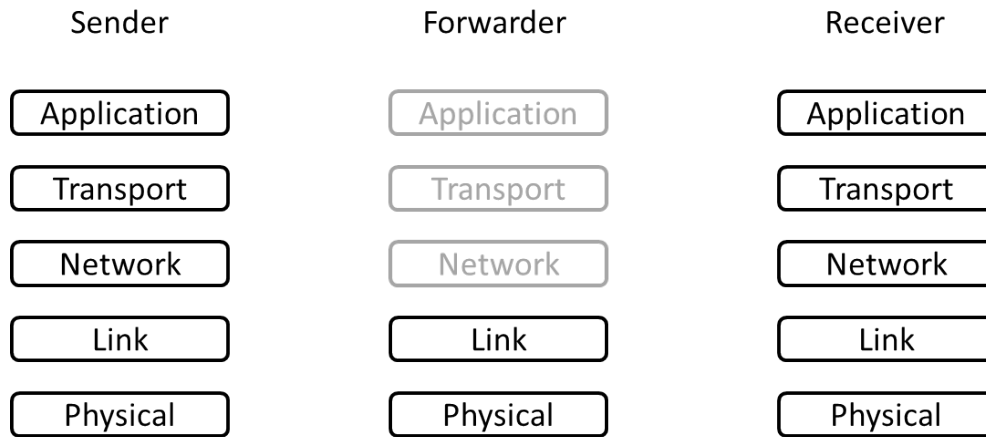 Sender Forwarder Receiver
Application Application Application
Transport Transport Transport
Network Network Network
Link Link Link
Physical Physical Physical